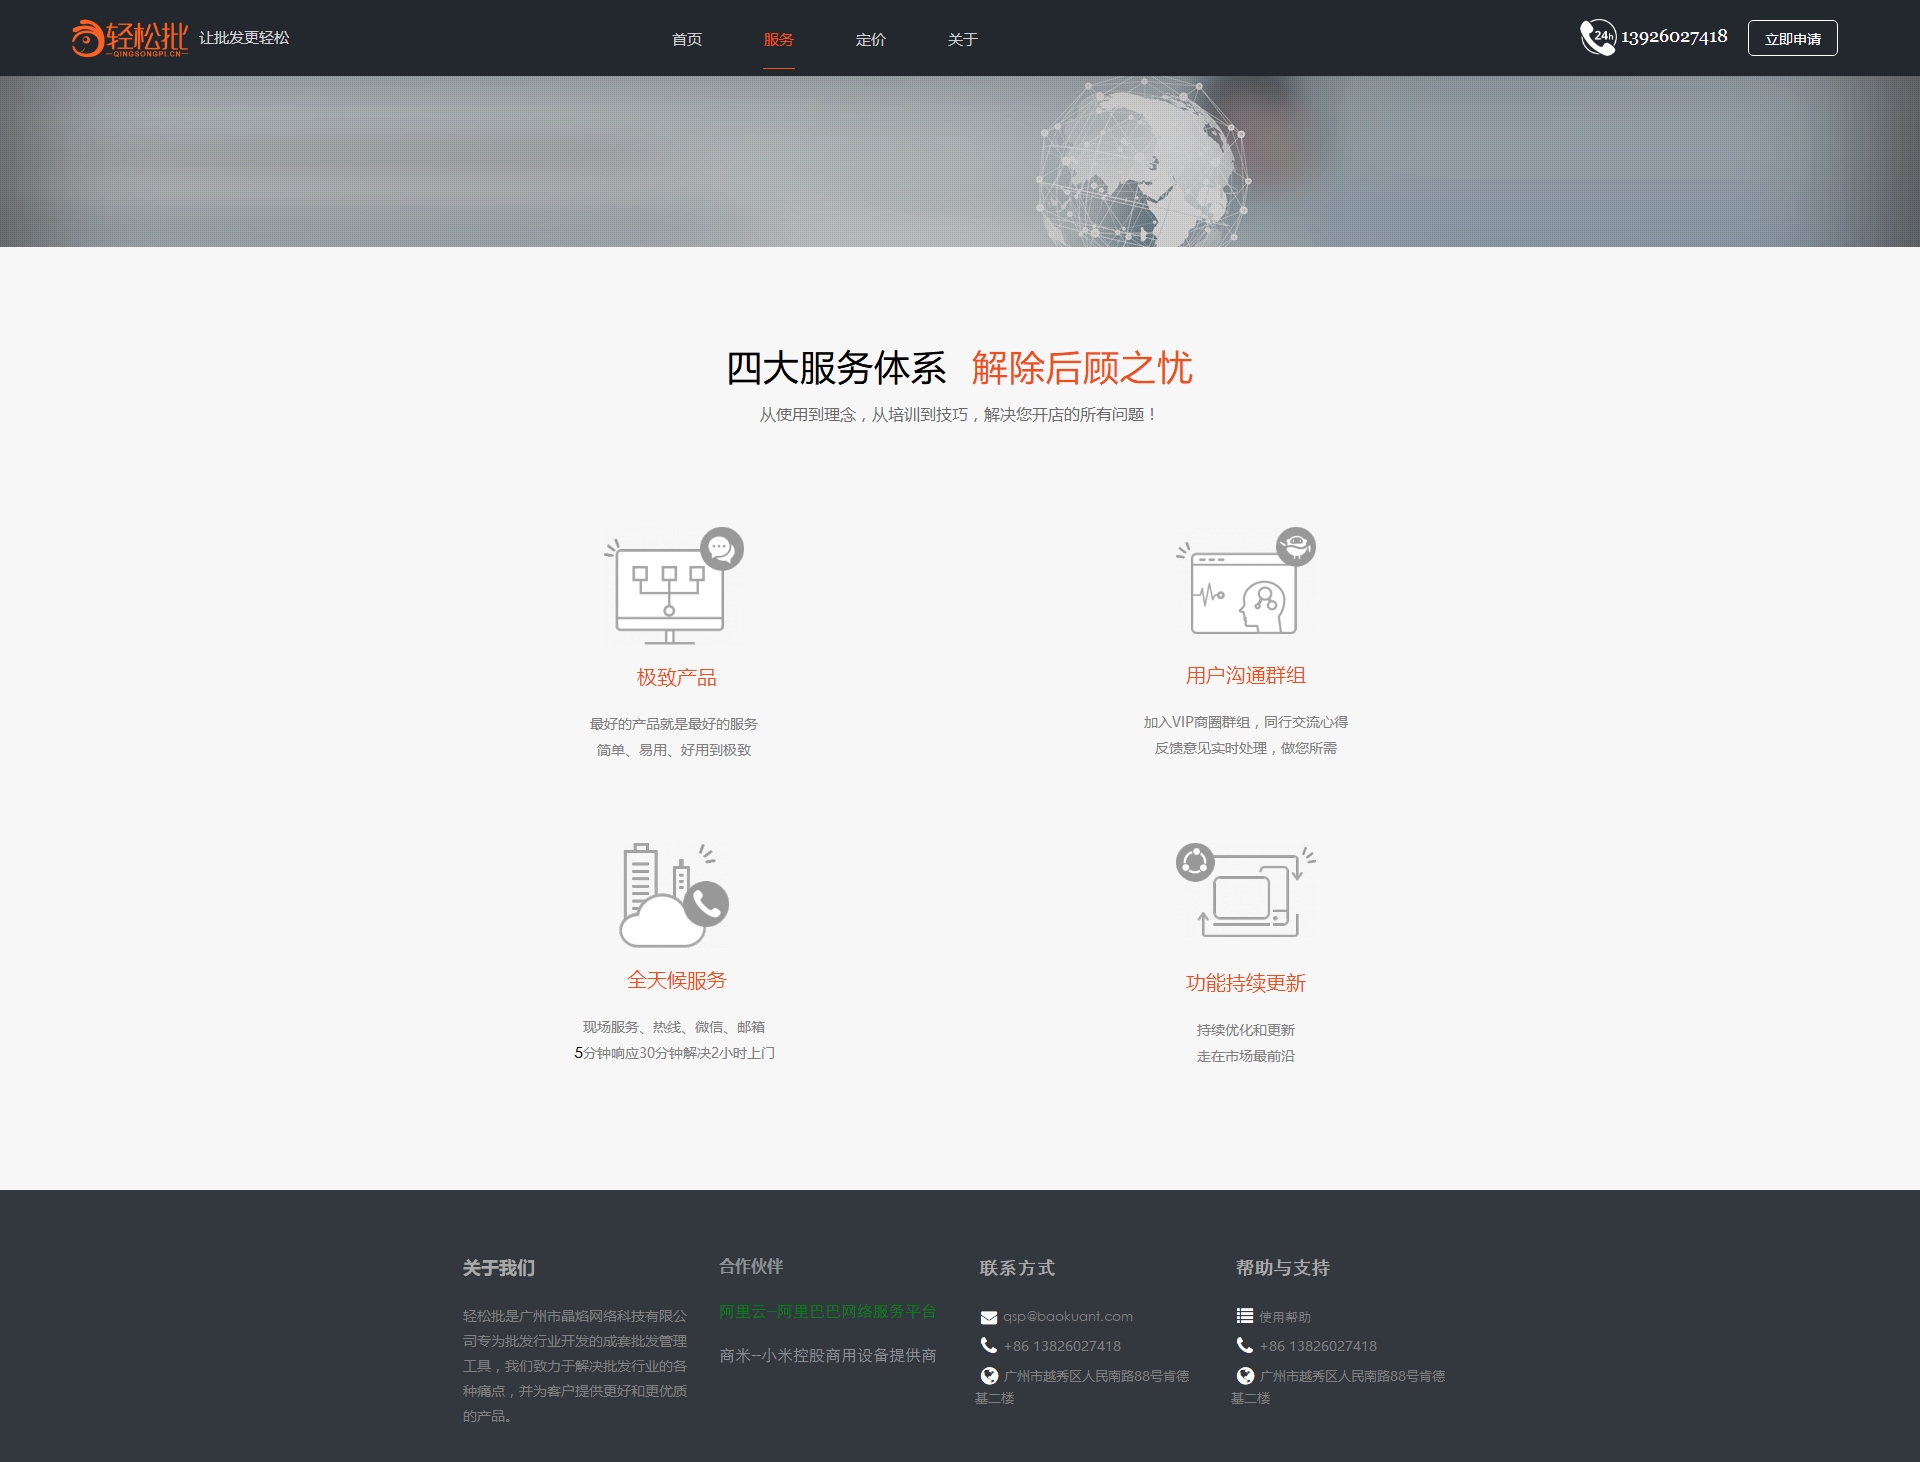 轻松批
QINGSONGPI.CN
让批发更轻松
首页
服务
定价
关于
24h
13926027418
立即申请
四大服务体系 解除后顾之忧
从使用到理念，从培训到技巧，解决您开店的所有问题！
极致产品
最好的产品就是最好的服务
简单、易用、好用到极致
用户沟通群组
加入VIP商圈群组，同行交流心得
反馈意见实时处理，做您所需
全天候服务
现场服务、热线、微信、邮箱
5分钟响应30分钟解决2小时上门
功能持续更新
持续优化和更新
走在市场最前沿
关于我们
轻松批是广州市晶焰网络科技有限公
司专为批发行业开发的成套批发管理
工具，我们致力于解决批发行业的各
种痛点，并为客户提供更好和更优质
的产品。
合作伙伴
阿里云--阿里巴巴网络服务平台
商米--小米控股商用设备提供商
联系方式
qsp@baokuant.com
+86 13826027418
广州市越秀区人民南路88号肯德
基二楼
帮助与支持
使用帮助
+86 13826027418
广州市越秀区人民南路88号肯德
基二楼